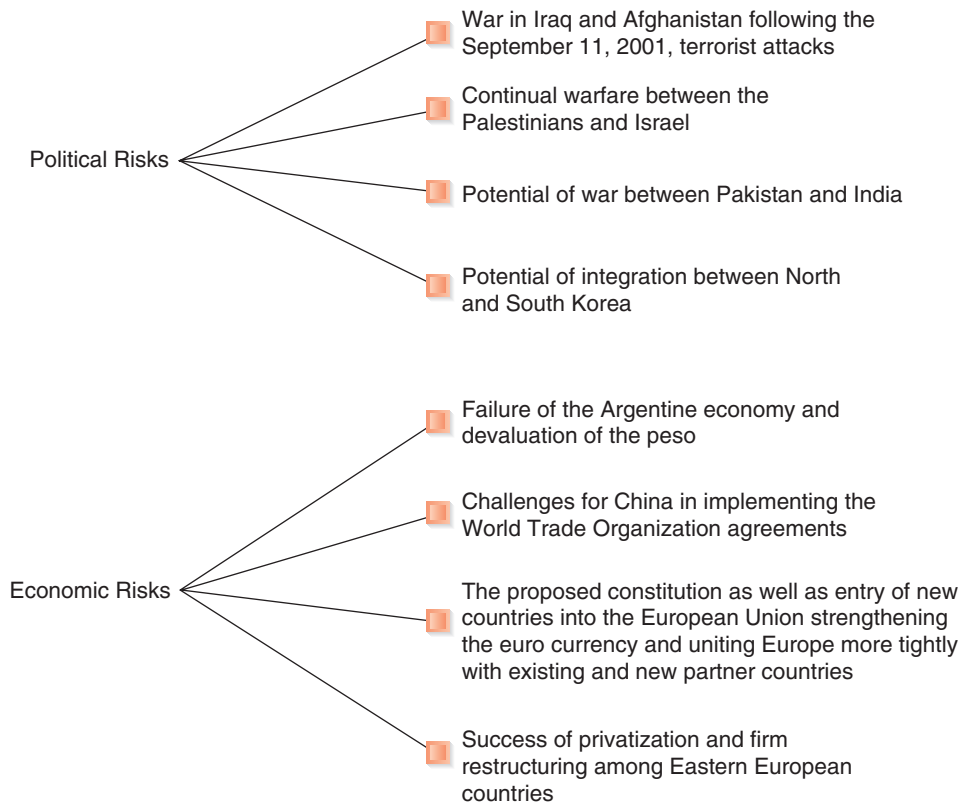 Political Risks
War in Iraq and Afghanistan following the
September 11, 2001, terrorist attacks
Continual warfare between the
Palestinians and Israel
Potential of war between Pakistan and India
Potential of integration between North
and South Korea
Economic Risks
Failure of the Argentine economy and
devaluation of the peso
Challenges for China in implementing the
World Trade Organization agreements
The proposed constitution as well as entry of new
countries into the European Union strengthening
the euro currency and uniting Europe more tightly
with existing and new partner countries
Success of privatization and firm
restructuring among Eastern European
countries